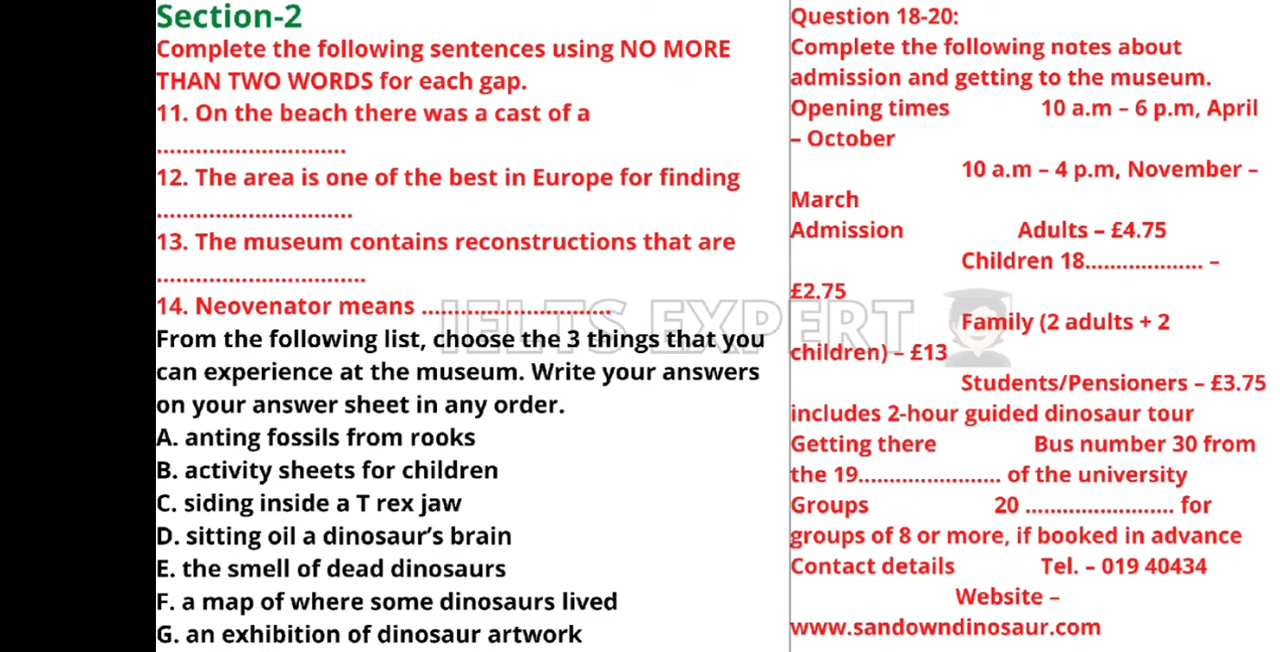 Section-2
Complete the following sentences using NO MORE
THAN TWO WORDS for each gap.
11. On the beach there was a cast of a
..............................
12. The area is one of the best in Europe for finding
...............................
13. The museum contains reconstructions that are
.................................
14. Neovenator means ..............................
From the following list, choose the 3 things that you
can experience at the museum. Write your answers
on your answer sheet in any order.
A. anting fossils from rooks
B. activity sheets for children
C. siding inside a T rex jaw
D. sitting oil a dinosaur’s brain
E. the smell of dead dinosaurs
F. a map of where some dinosaurs lived
G. an exhibition of dinosaur artwork
Question 18-20:
Complete the following notes about
admission and getting to the museum.
Opening times 10 a.m – 6 p.m, April
– October
10 a.m – 4 p.m, November –
March
Admission Adults – £4.75
Children 18.................... –
£2.75
Family (2 adults + 2
children) – £13
Students/Pensioners – £3.75
includes 2-hour guided dinosaur tour
Getting there Bus number 30 from
the 19........................ of the university
Groups 20 ......................... for
groups of 8 or more, if booked in advance
Contact details Tel. – 019 40434
Website –
www.sandowndinosaur.com
IELTS EXPERT